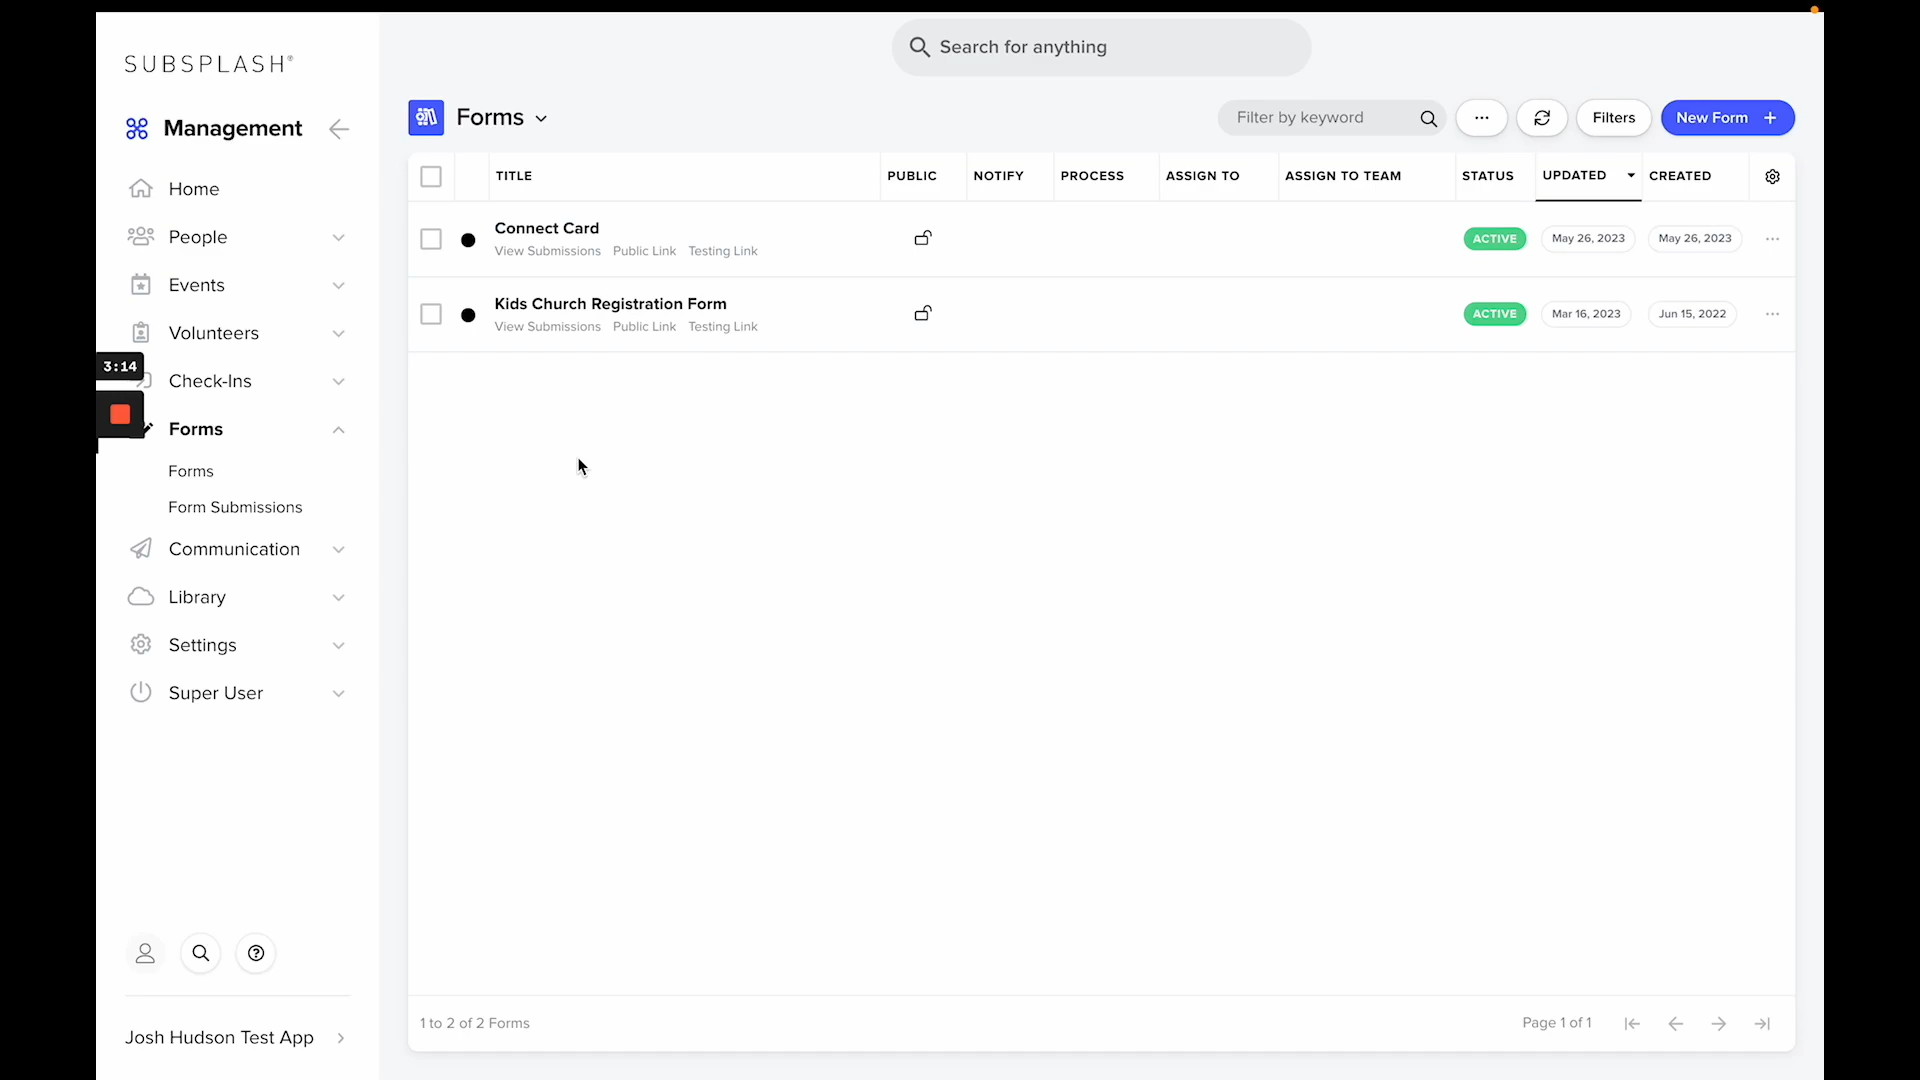 Search for anything
SUBSPLASH®
Management
Home
People
Events
Volunteers
3:14
Check-Ins
Forms
Forms
Form Submissions
Communication
Library
Settings
Super User
Josh Hudson Test App
Forms
Filter by keyword
...
Filters
New Form +
TITLE PUBLIC NOTIFY PROCESS ASSIGN TO ASSIGN TO TEAM STATUS UPDATED CREATED
Connect Card
View Submissions Public Link Testing Link
ACTIVE May 26, 2023 May 26, 2023 ...
Kids Church Registration Form
View Submissions Public Link Testing Link
ACTIVE Mar 16, 2023 Jun 15, 2022 ...
1 to 2 of 2 Forms
Page 1 of 1